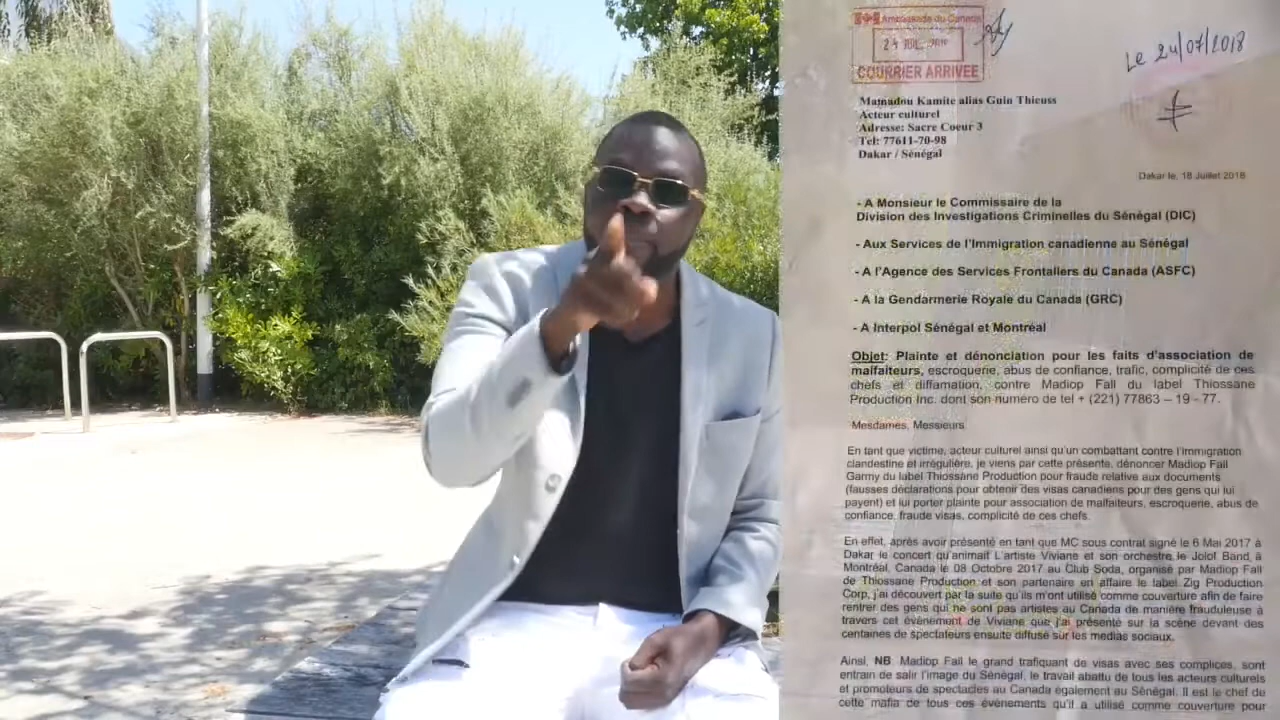 Ambassade du Canada
COURRIER ARRIVEE
Le 24/07/2018
Mamadou Kamite alias Guin Thieuss
Acteur culturel
Adresse: Sacre Coeur 3
Tel: 77611-70-98
Dakar / Sénégal
Dakar le, 18 Juillet 2018
- A Monsieur le Commissaire de la
Division des Investigations Criminelles du Sénégal (DIC)
- Aux Services de l'Immigration canadienne au Sénégal
- A l'Agence des Services Frontaliers du Canada (ASFC)
- A la Gendarmerie Royale du Canada (GRC)
- A Interpol Sénégal et Montréal
Objet: Plainte et dénonciation pour les faits d'association de
malfaiteurs, escroquerie, abus de confiance, trafic, complicité de ces
chefs et diffamation, contre Madiop Fall du label Thiossane
Production Inc. dont son numéro de tel + (221) 77863 – 19 - 77.
Mesdames, Messieurs
En tant que victime, acteur culturel ainsi qu'un combattant contre l'immigration
clandestine et irrégulière, je viens par cette présente, dénoncer Madiop Fall
Garmy du label Thiossane Production pour fraude relative aux documents
(fausses déclarations pour obtenir des visas canadiens pour des gens qui lui
payent) et lui porter plainte pour association de malfaiteurs, escroquerie, abus de
confiance, fraude visas, complicité de ces chefs.
En effet, après avoir présenté en tant que MC sous contrat signé le 6 Mai 2017 à
Dakar le concert qu'animait L'artiste Viviane et son orchestre le Jolof Band, à
Montréal, Canada le 08 Octobre 2017 au Club Soda, organisé par Madiop Fall
de Thiossane Production et son partenaire en affaire le label Zig Production
Corp, j'ai découvert par la suite qu'ils m'ont utilisé comme couverture afin de faire
rentrer des gens qui ne sont pas artistes au Canada de manière frauduleuse à
travers cet évènement de Viviane que j'ai présenté sur la scène devant des
centaines de spectateurs ensuite diffusé sur les medias sociaux.
Ainsi, NB: Madiop Fall le grand trafiquant de visas avec ses complices, sont
entrain de salir l'image du Sénégal, le travail abattu de tous les acteurs culturels
et promoteurs de spectacles au Canada également au Sénégal. Il est le chef de
cette mafia de tous ces évènements qu'il a utilisé comme couverture pour